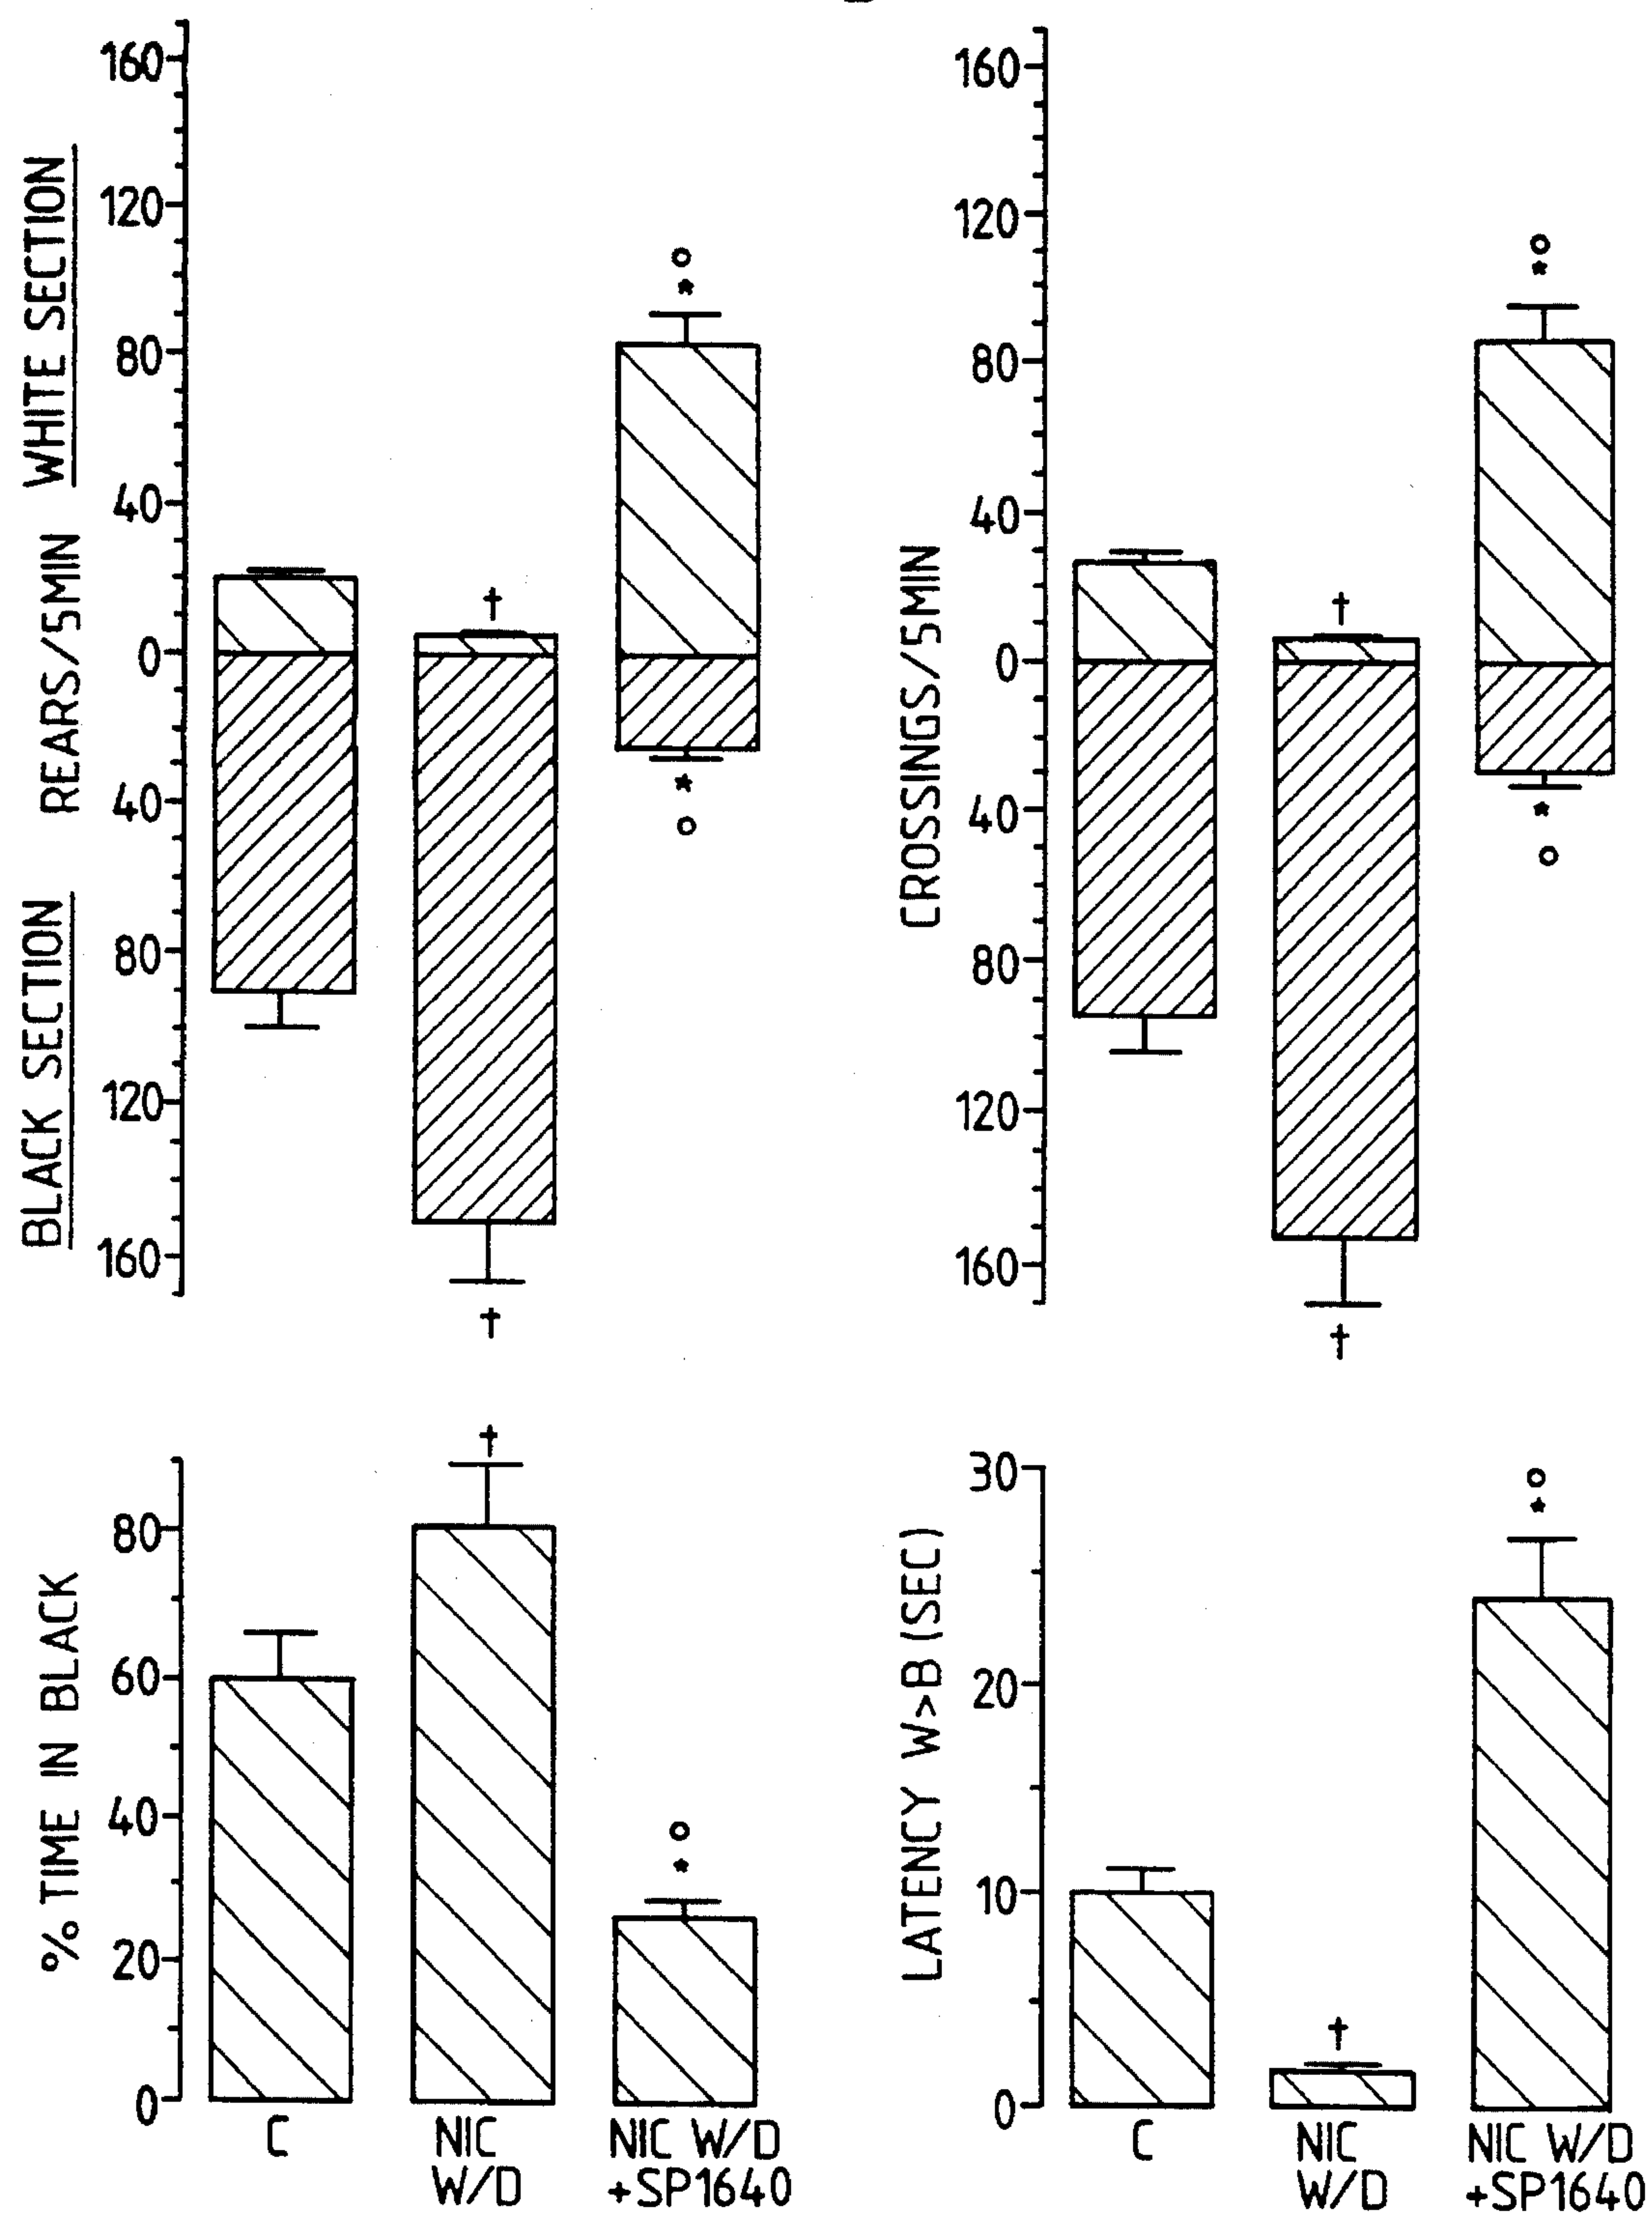 WHITE SECTION
REARS/5MIN
BLACK SECTION
160
120
80
40
0
40
80
120
160
o
*
†
*
o
†
CROSSINGS/5MIN
160
120
80
40
0
40
80
120
160
o
*
†
*
o
†
% TIME IN BLACK
80
60
40
20
0
†
o
*
C
NIC
W/D
NIC W/D
+SP1640
LATENCY W>B (SEC)
30
20
10
0
†
o
*
C
NIC
W/D
NIC W/D
+SP1640